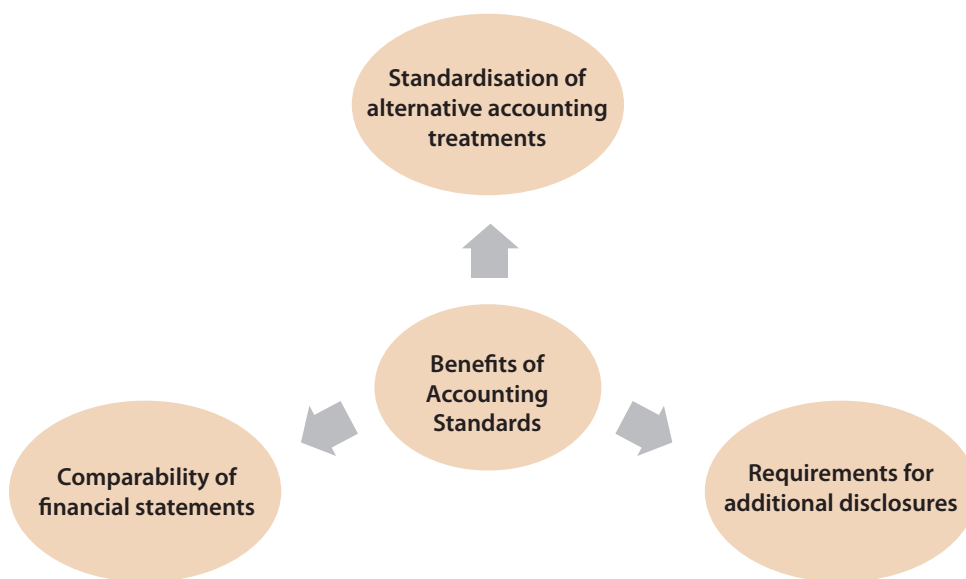 Standardisation of
alternative accounting
treatments
Benefits of
Accounting
Standards
Comparability of
financial statements
Requirements for
additional disclosures